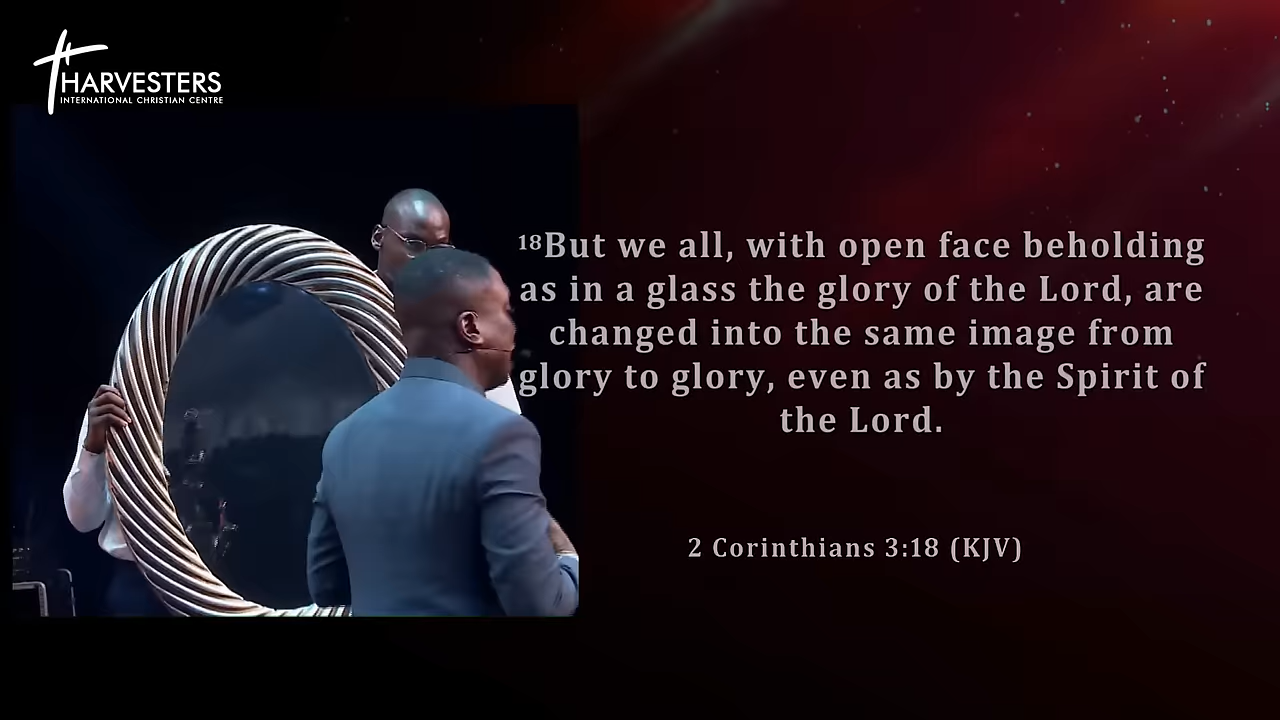 HARVESTERS
INTERNATIONAL CHRISTIAN CENTRE
¹⁸But we all, with open face beholding
as in a glass the glory of the Lord, are
changed into the same image from
glory to glory, even as by the Spirit of
the Lord.
2 Corinthians 3:18 (KJV)